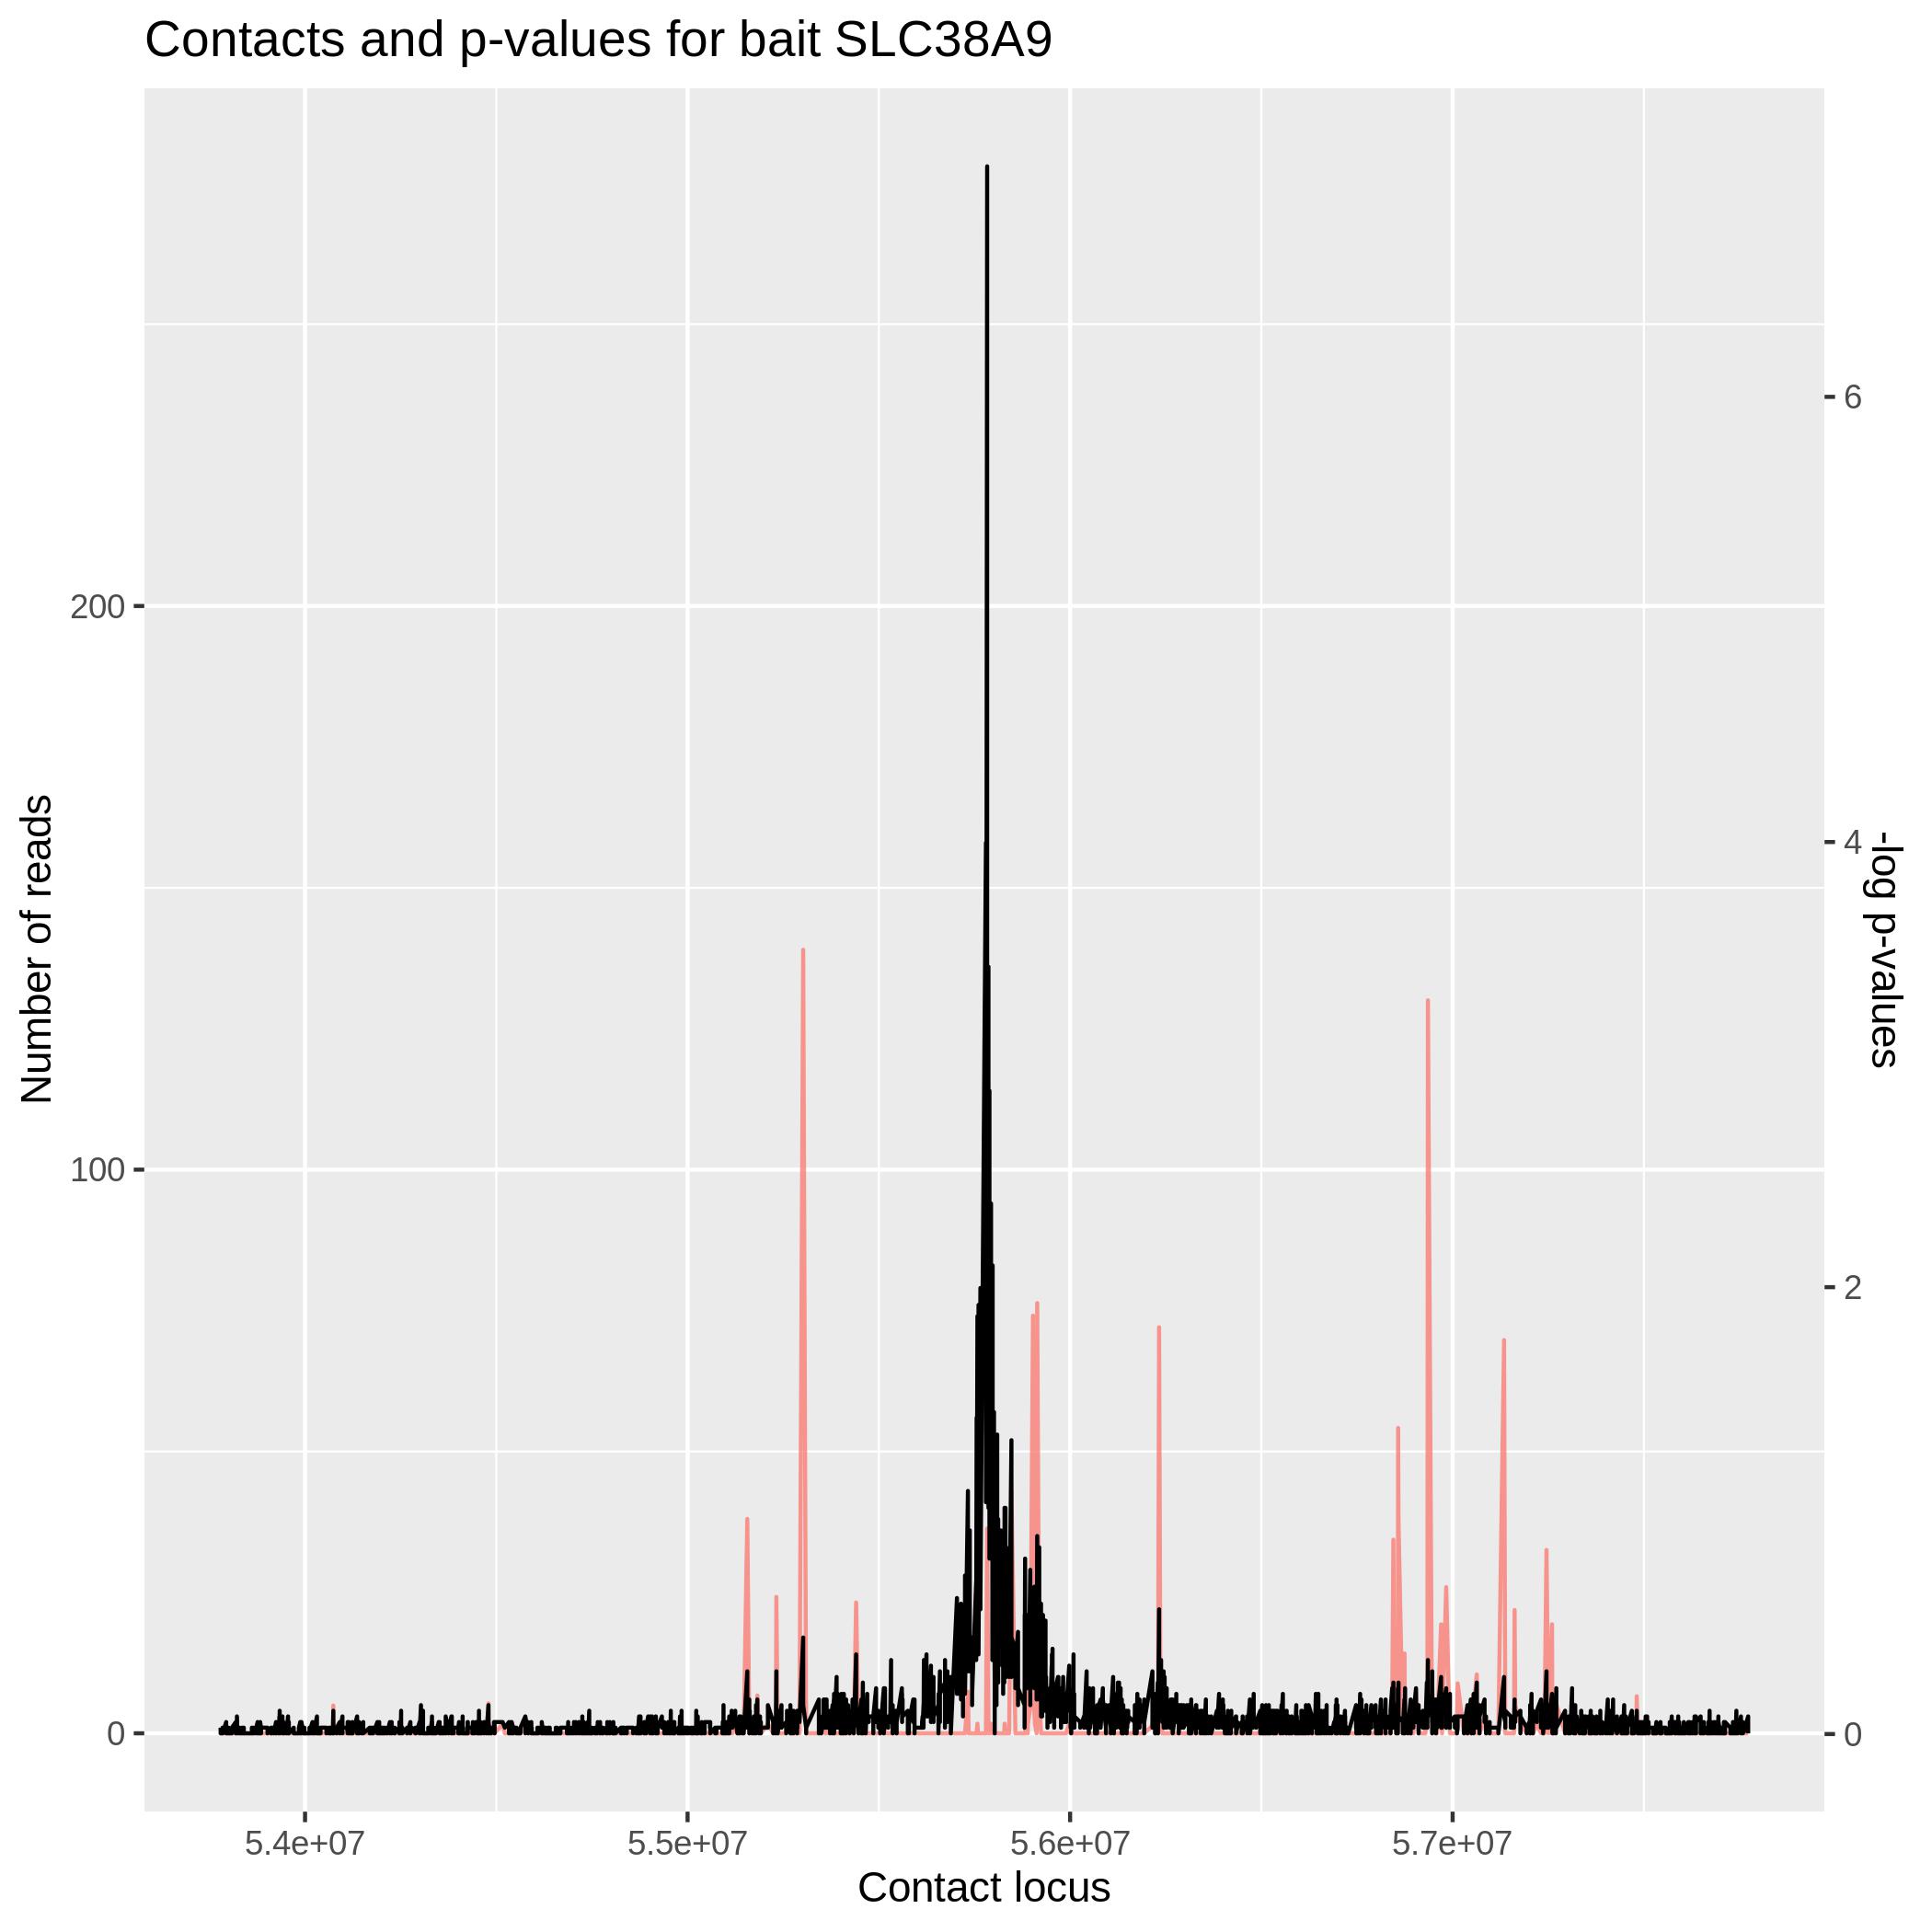 Contacts and p-values for bait SLC38A9
Number of reads
200
100
0
6
4
2
0
-log p-values
5.4e+07 5.5e+07 5.6e+07 5.7e+07
Contact locus